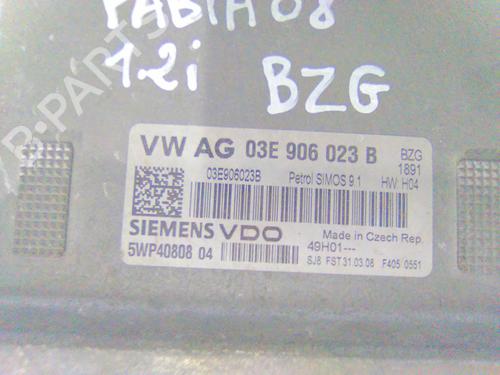 FABIA 08
1.2i BZG
VW AG 03E 906 023 B BZG
1891
03E906023B Petrol SIMOS 9.1 HW: H04
SIEMENS VDO Made in Czech Rep.
5WP40808 04 49H01---
SJ8 FST 31.03.08 F405 0551
B-PARTS